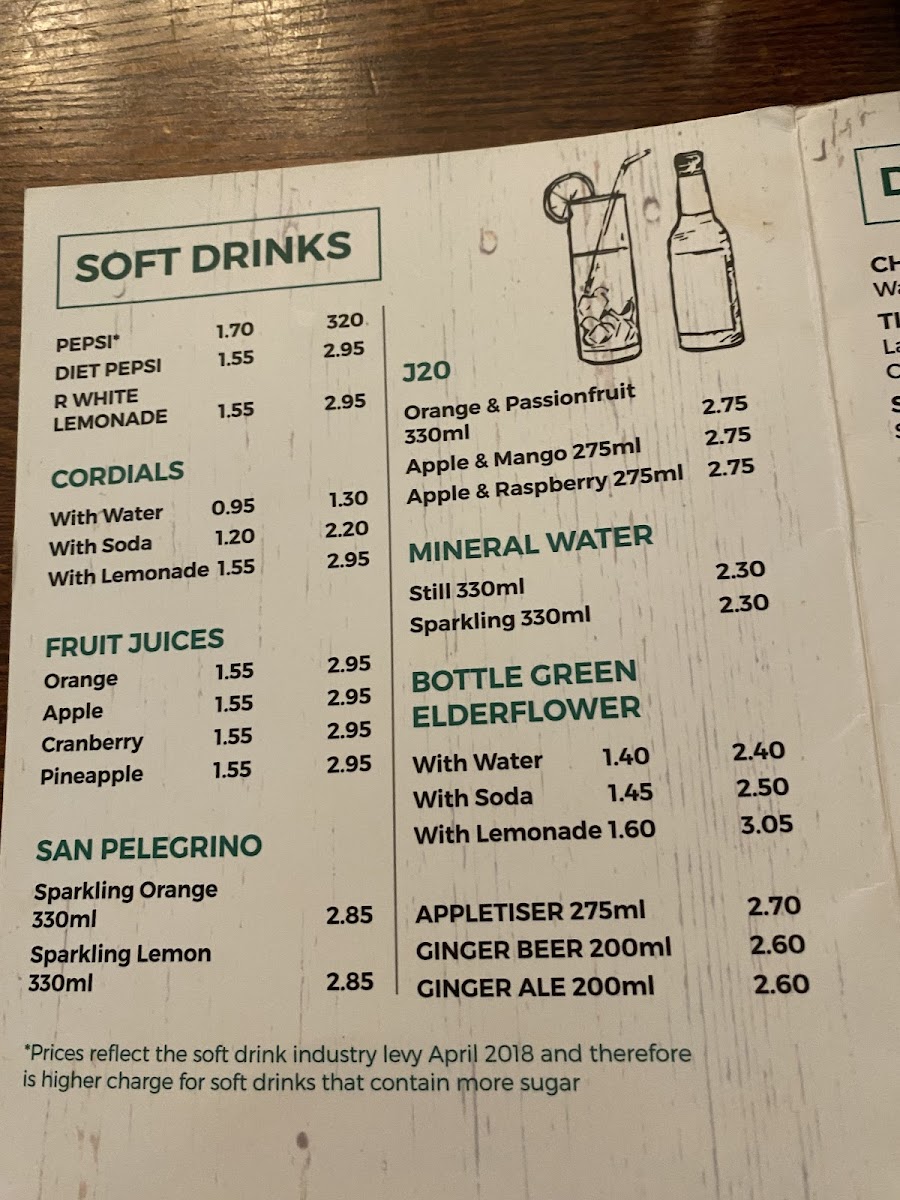 SOFT DRINKS
PEPSI* 1.70 320
DIET PEPSI 1.55 2.95
R WHITE
LEMONADE 1.55 2.95
CORDIALS
With Water 0.95 1.30
With Soda 1.20 2.20
With Lemonade 1.55 2.95
FRUIT JUICES
Orange 1.55 2.95
Apple 1.55 2.95
Cranberry 1.55 2.95
Pineapple 1.55 2.95
SAN PELEGRINO
Sparkling Orange
330ml 2.85
Sparkling Lemon
330ml 2.85
J20
Orange & Passionfruit 2.75
330ml
Apple & Mango 275ml 2.75
Apple & Raspberry 275ml 2.75
MINERAL WATER
Still 330ml 2.30
Sparkling 330ml 2.30
BOTTLE GREEN
ELDERFLOWER
With Water 1.40 2.40
With Soda 1.45 2.50
With Lemonade 1.60 3.05
APPLETISER 275ml 2.70
GINGER BEER 200ml 2.60
GINGER ALE 200ml 2.60
*Prices reflect the soft drink industry levy April 2018 and therefore
is higher charge for soft drinks that contain more sugar